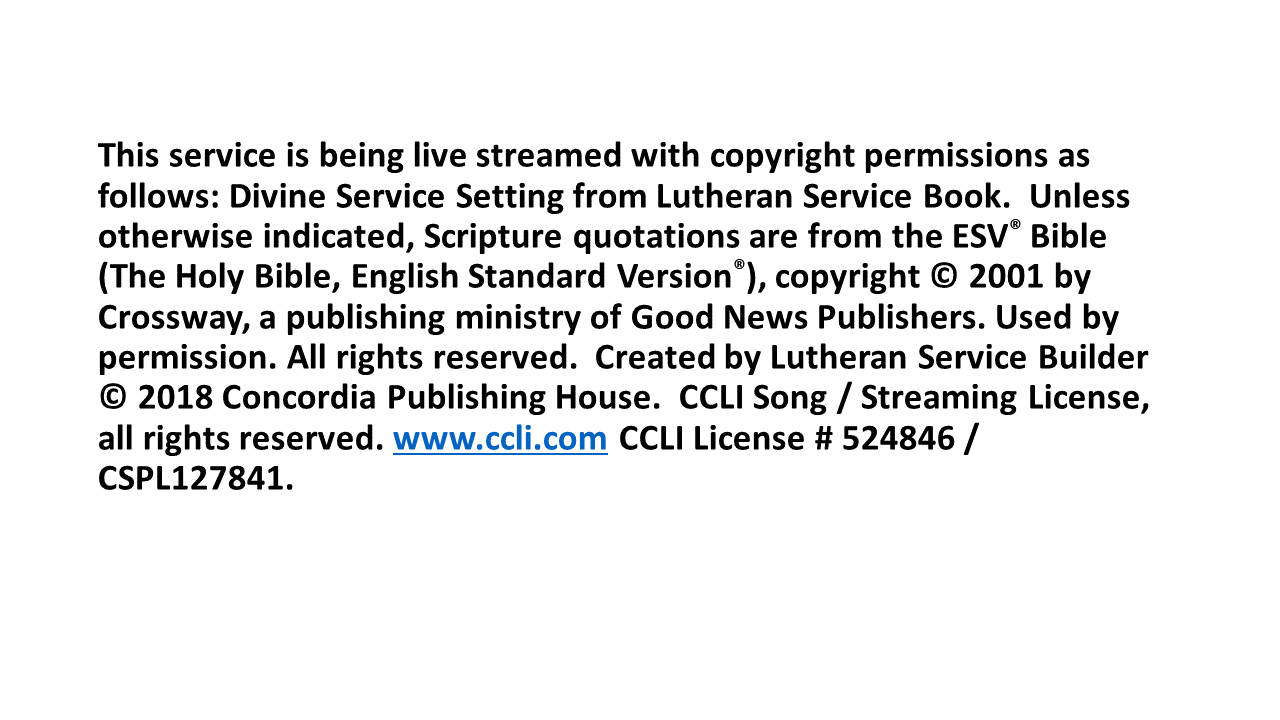 This service is being live streamed with copyright permissions as
follows: Divine Service Setting from Lutheran Service Book.  Unless
otherwise indicated, Scripture quotations are from the ESV® Bible
(The Holy Bible, English Standard Version®), copyright © 2001 by
Crossway, a publishing ministry of Good News Publishers. Used by
permission. All rights reserved.  Created by Lutheran Service Builder
© 2018 Concordia Publishing House.  CCLI Song / Streaming License,
all rights reserved. www.ccli.com CCLI License # 524846 /
CSPL127841.